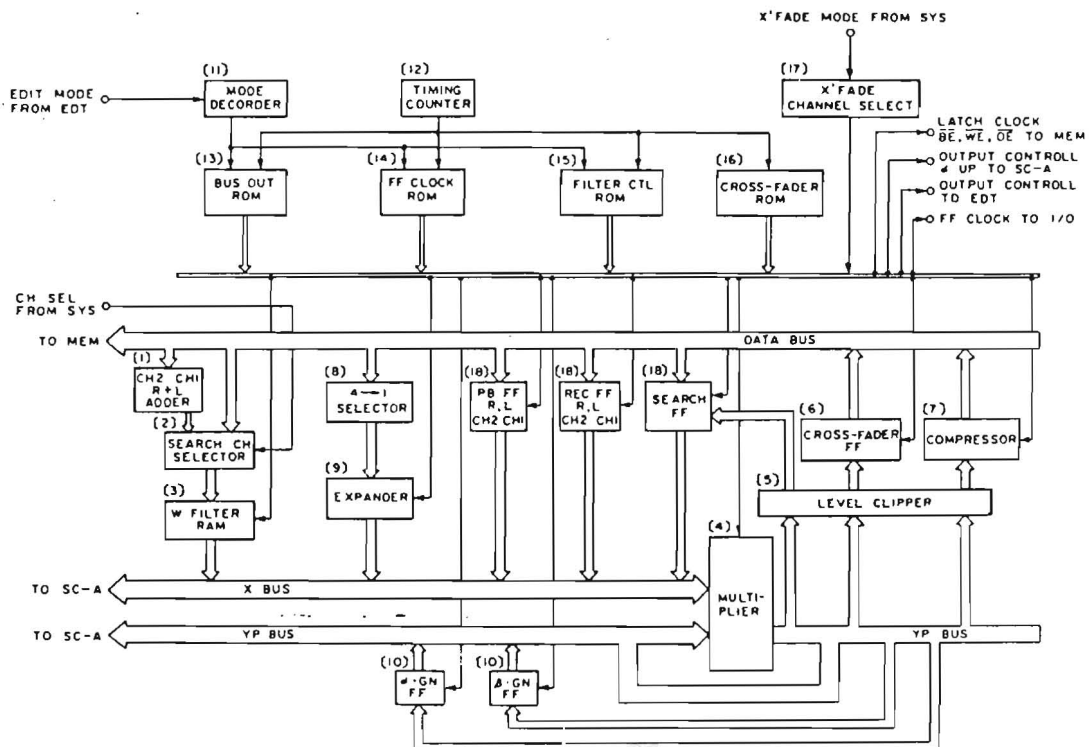 X'FADE MODE FROM SYS
(11)
(12)
(17)
EDIT MODE
FROM EDT
MODE
DECORDER
TIMING
COUNTER
X'FADE
CHANNEL SELECT
LATCH CLOCK
BE, WE, OE TO MEM
(13)
(14)
(15)
(16)
BUS OUT
ROM
FF CLOCK
ROM
FILTER CTL
ROM
CROSS-FADER
ROM
OUTPUT CONTROLL
α UP TO SC-A
OUTPUT CONTROLL
TO EDT
FF CLOCK TO I/O
CH SEL
FROM SYS
TO MEM
DATA BUS
(1)
CH2 CH1
R+L
ADDER
(8)
4→1
SELECTOR
(18)
PB FF
R,L
CH2 CH1
(18)
REC FF
R,L
CH2 CH1
(18)
SEARCH
FF
(6)
CROSS-FADER
FF
(7)
COMPRESSOR
(2)
SEARCH CH
SELECTOR
(9)
EXPANDER
(5)
LEVEL CLIPPER
(3)
W FILTER
RAM
(4)
MULTI-
PLIER
TO SC-A
X BUS
TO SC-A
YP BUS
YP BUS
(10)
α·GN
FF
(10)
β·GN
FF